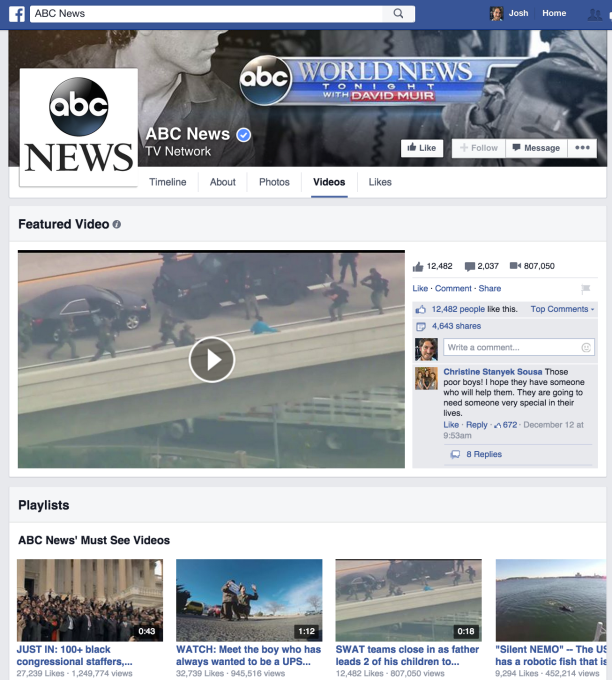 ABC News
Josh
Home
abc
WORLD NEWS
TONIGHT
WITH DAVID MUIR
abc
NEWS
ABC News
TV Network
Like
Follow
Message
Timeline
About
Photos
Videos
Likes
Featured Video
12,482
2,037
807,050
Like · Comment · Share
12,482 people like this.
Top Comments
4,643 shares
Write a comment...
Christine Stanyek Sousa Those
poor boys! I hope they have someone
who will help them. They are going to
need someone very special in their
lives.
Like · Reply · 672 · December 12 at
9:53am
8 Replies
Playlists
ABC News' Must See Videos
0:43
1:12
0:18
JUST IN: 100+ black
congressional staffers,...
27,239 Likes · 1,249,774 views
WATCH: Meet the boy who has
always wanted to be a UPS...
32,739 Likes · 945,516 views
SWAT teams close in as father
leads 2 of his children to...
12,482 Likes · 807,050 views
"Silent NEMO" -- The US
has a robotic fish that is
9,294 Likes · 452,214 views